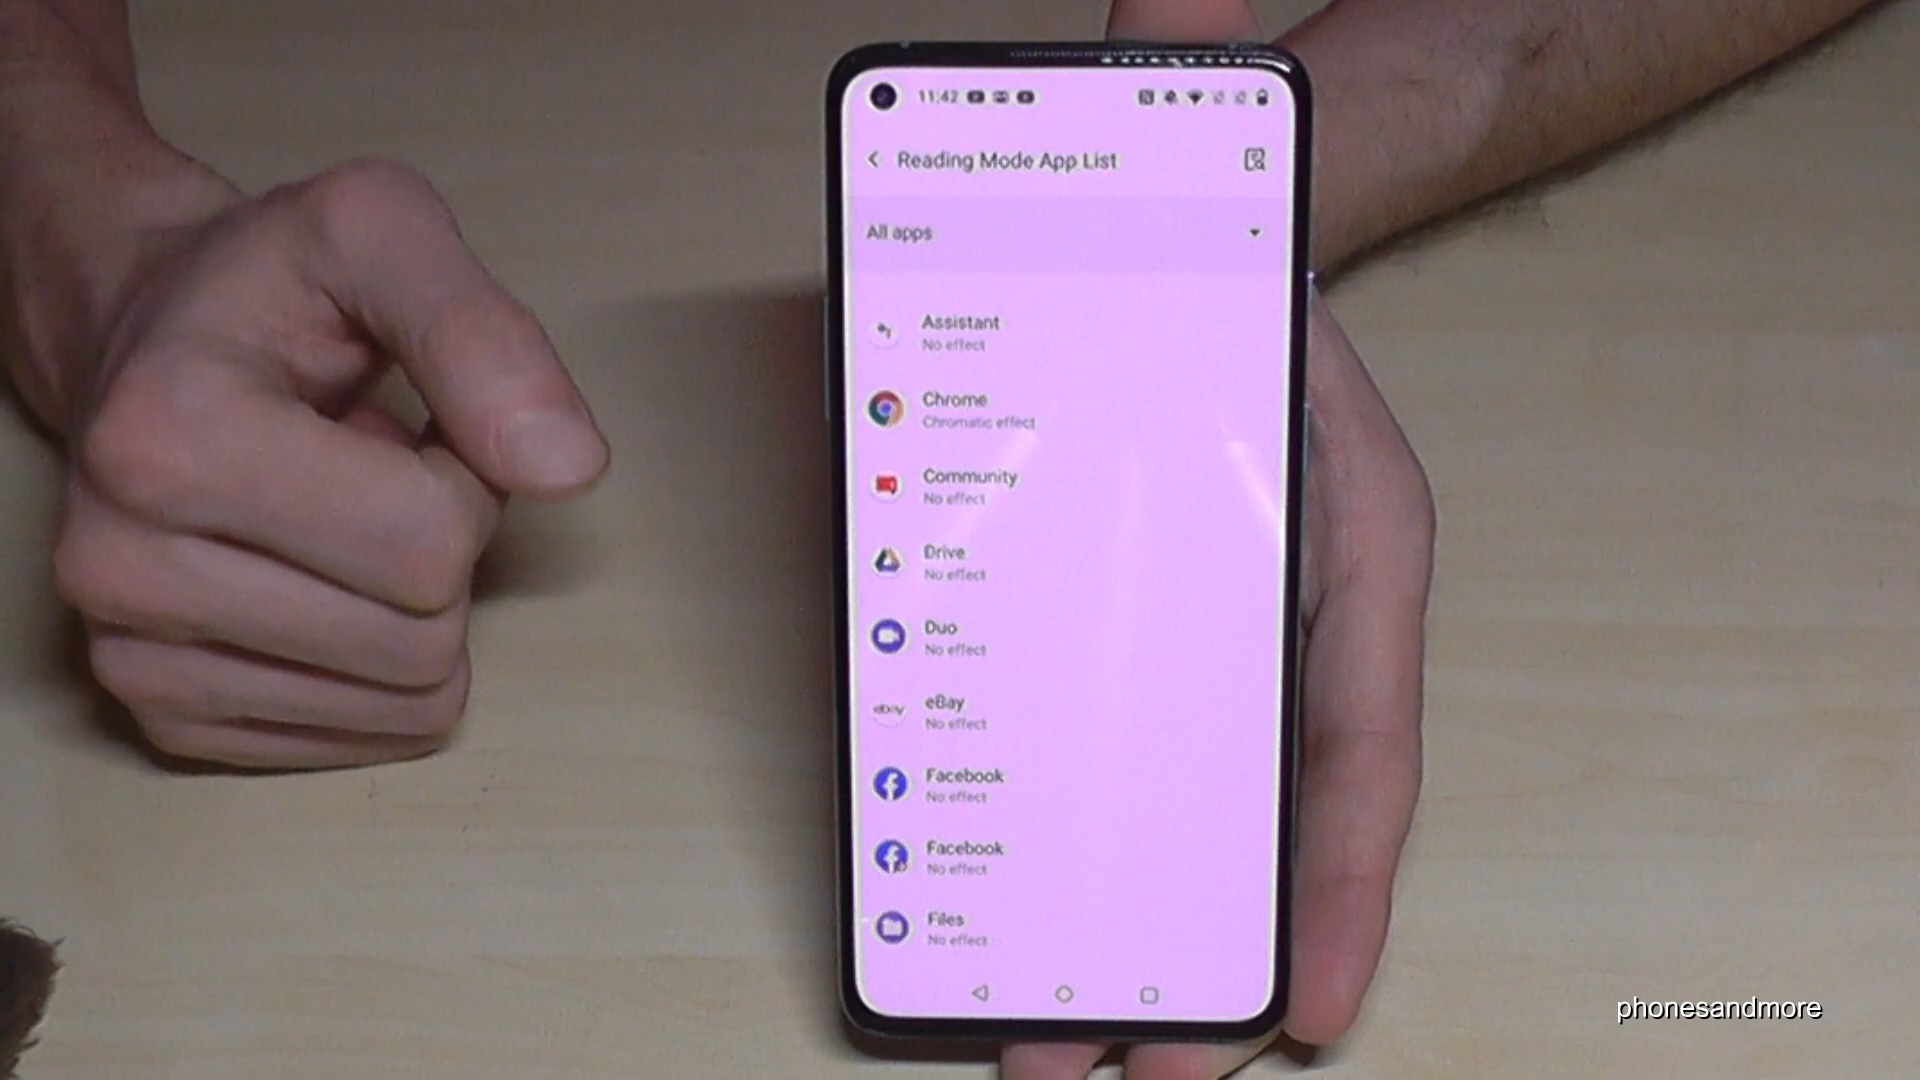 11:42
Reading Mode App List
All apps
Assistant
No effect
Chrome
Chromatic effect
Community
No effect
Drive
No effect
Duo
No effect
ebay
eBay
No effect
Facebook
No effect
Facebook
No effect
Files
No effect
phonesandmore